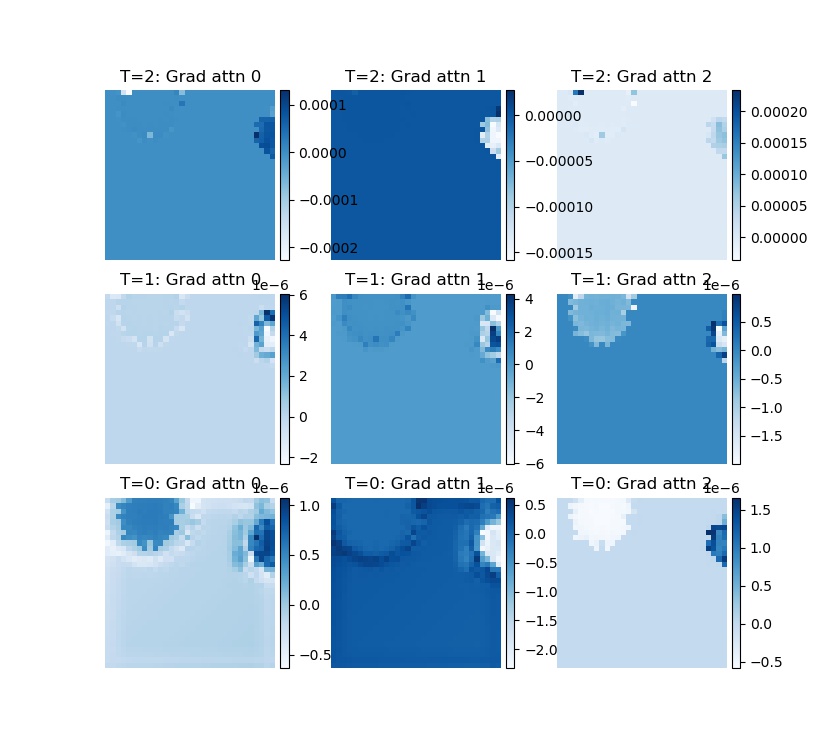 T=2: Grad attn 0
T=2: Grad attn 1
T=2: Grad attn 2
0.0001
0.0000
−0.0001
−0.0002
0.00000
−0.00005
−0.00010
−0.00015
0.00020
0.00015
0.00010
0.00005
0.00000
T=1: Grad attn 0
1e−6
T=1: Grad attn 1
1e−6
T=1: Grad attn 2
1e−6
6
4
2
0
−2
4
2
0
−2
−4
−6
0.5
0.0
−0.5
−1.0
−1.5
T=0: Grad attn 0
1e−6
T=0: Grad attn 1
1e−6
T=0: Grad attn 2
1e−6
1.0
0.5
0.0
−0.5
0.5
0.0
−0.5
−1.0
−1.5
−2.0
1.5
1.0
0.5
0.0
−0.5